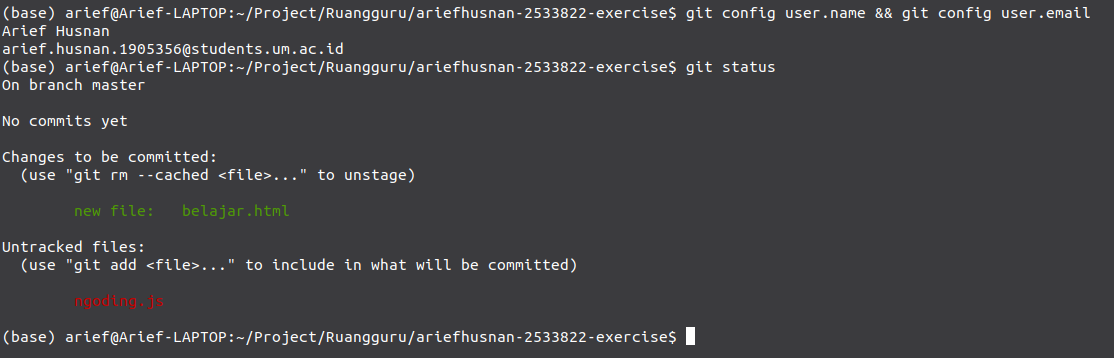 (base) arief@Arief-LAPTOP:~/Project/Ruangguru/ariefhusnan-2533822-exercise$ git config user.name && git config user.email
Arief Husnan
arief.husnan.1905356@students.um.ac.id
(base) arief@Arief-LAPTOP:~/Project/Ruangguru/ariefhusnan-2533822-exercise$ git status
On branch master
No commits yet
Changes to be committed:
  (use "git rm --cached <file>..." to unstage)
        new file:   belajar.html
Untracked files:
  (use "git add <file>..." to include in what will be committed)
        ngoding.js
(base) arief@Arief-LAPTOP:~/Project/Ruangguru/ariefhusnan-2533822-exercise$